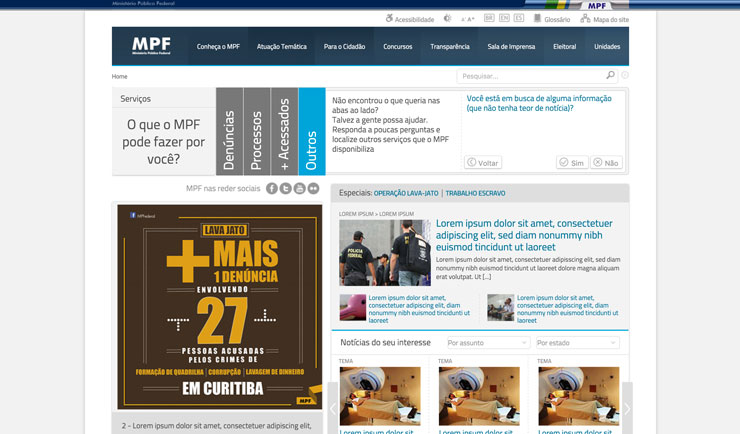 Ministério Público Federal
MPF
Acessibilidade
A- A+
BR EN ES
Glossário
Mapa do site
MPF
Ministério Público Federal
Conheça o MPF
Atuação Temática
Para o Cidadão
Concursos
Transparência
Sala de Imprensa
Eleitoral
Unidades
Home
Pesquisar...
Serviços
O que o MPF
pode fazer por
você?
Denúncias
Processos
+ Acessados
Outros
Não encontrou o que queria nas
abas ao lado?
Talvez a gente possa ajudar.
Responda a poucas perguntas e
localize outros serviços que o MPF
disponibiliza
Você está em busca de alguma informação
(que não tenha teor de notícia)?
Voltar
Sim
Não
MPF nas reder sociais
Especiais: OPERAÇÃO LAVA-JATO | TRABALHO ESCRAVO
MPFederal
LAVA JATO
+MAIS
1 DENÚNCIA
ENVOLVENDO
27
PESSOAS ACUSADAS
PELOS CRIMES DE
FORMAÇÃO DE QUADRILHA | CORRUPÇÃO | LAVAGEM DE DINHEIRO
EM CURITIBA
MPF
2 - Lorem ipsum dolor sit amet, consectetuer adipiscing elit,
LOREM IPSUM > LOREM IPSUM
POLÍCIA
FEDERAL
Lorem ipsum dolor sit amet, consectetuer
adipiscing elit, sed diam nonummy nibh
euismod tincidunt ut laoreet
Lorem ipsum dolor sit amet, consectetuer adipiscing elit, sed diam
nonummy nibh euismod tincidunt ut laoreet dolore magna aliquam
erat volutpat. Ut [...]
Lorem ipsum dolor sit amet,
consectetuer adipiscing elit, diam
nonummy nibh euismod tincidunt ut
laoreet
Lorem ipsum dolor sit amet,
consectetuer adipiscing elit, diam
nonummy nibh euismod tincidunt ut
laoreet
Notícias do seu interesse
Por assunto
Por estado
TEMA
TEMA
TEMA
Lorem ipsum dolor sit
Lorem ipsum dolor sit
Lorem ipsum dolor sit